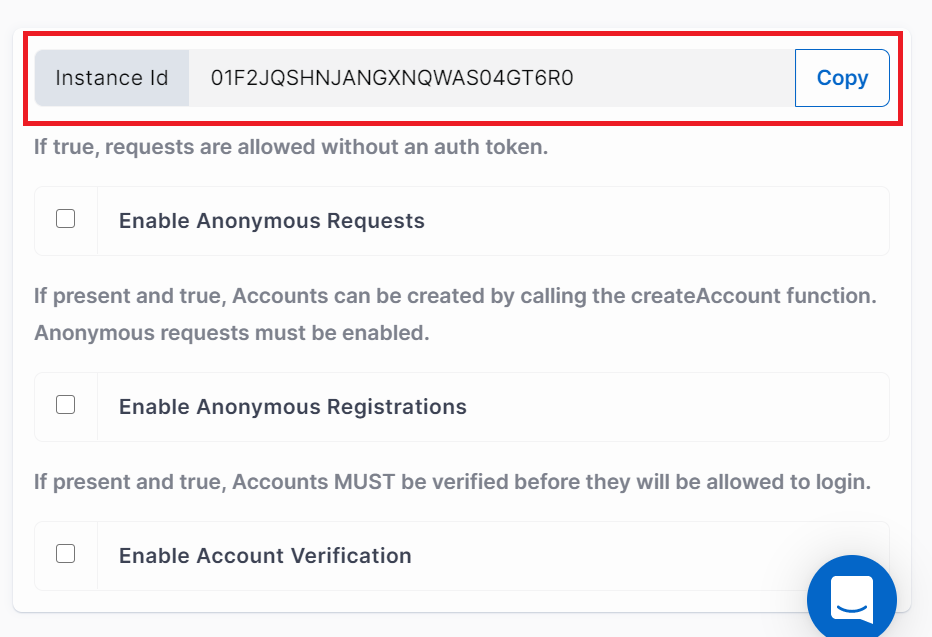 Instance Id 01F2JQSHNJANGXNQWAS04GT6R0 Copy
If true, requests are allowed without an auth token.
Enable Anonymous Requests
If present and true, Accounts can be created by calling the createAccount function.
Anonymous requests must be enabled.
Enable Anonymous Registrations
If present and true, Accounts MUST be verified before they will be allowed to login.
Enable Account Verification